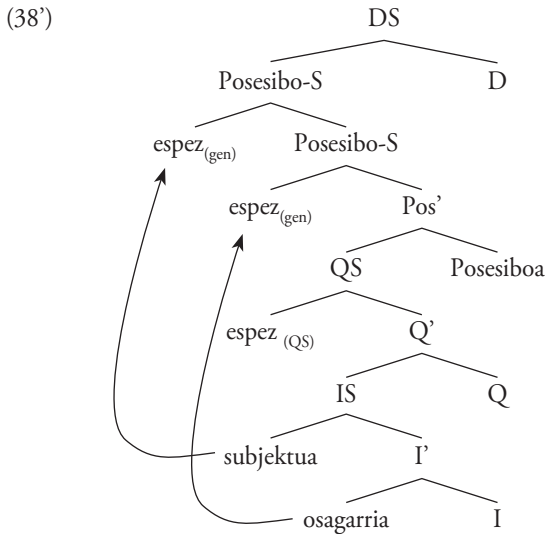 (38’) DS
Posesibo-S D
espez(gen) Posesibo-S
espez(gen) Pos’
QS Posesiboa
espez (QS) Q’
IS Q
subjektua I’
osagarria I